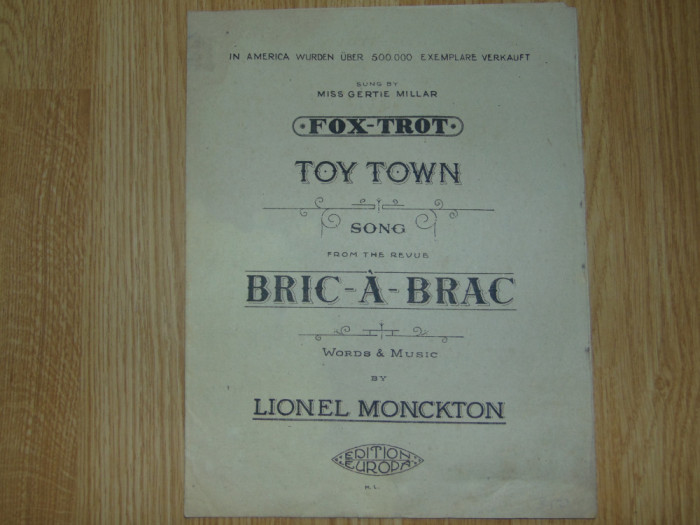 IN AMERICA WURDEN ÜBER 500.000 EXEMPLARE VERKAUFT
SUNG BY
MISS GERTIE MILLAR
FOX-TROT
TOY TOWN
SONG
FROM THE REVUE
BRIC-À-BRAC
WORDS & MUSIC
BY
LIONEL MONCKTON
EDITION
EUROPA
H. L.